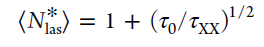 ⟨N*las⟩ = 1 + (τ0/τXX)1/2